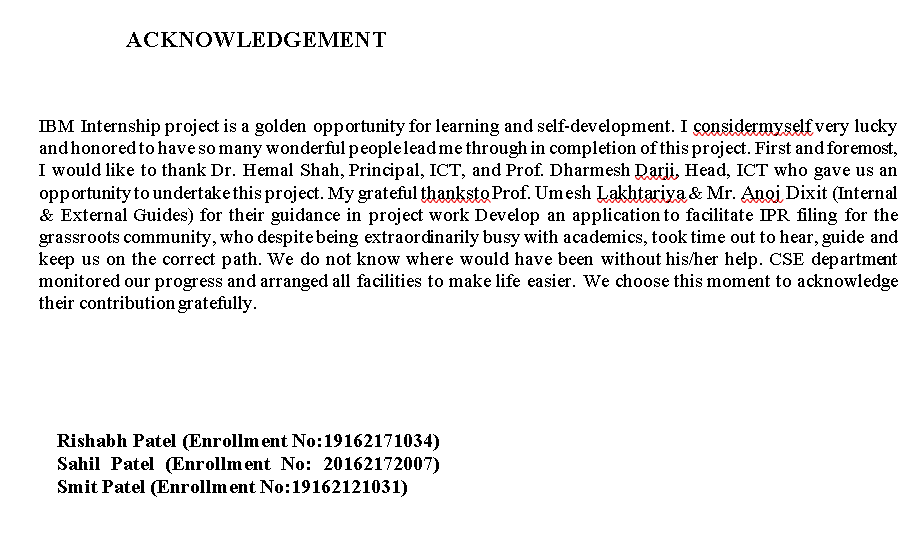 ACKNOWLEDGEMENT
IBM Internship project is a golden opportunity for learning and self-development. I considermyself very lucky
and honored to have so many wonderful people lead me through in completion of this project. First and foremost,
I would like to thank Dr. Hemal Shah, Principal, ICT, and Prof. Dharmesh Darji, Head, ICT who gave us an
opportunity to undertake this project. My grateful thanksto Prof. Umesh Lakhtariya & Mr. Anoj Dixit (Internal
& External Guides) for their guidance in project work Develop an application to facilitate IPR filing for the
grassroots community, who despite being extraordinarily busy with academics, took time out to hear, guide and
keep us on the correct path. We do not know where would have been without his/her help. CSE department
monitored our progress and arranged all facilities to make life easier. We choose this moment to acknowledge
their contribution gratefully.
Rishabh Patel (Enrollment No:19162171034)
Sahil Patel (Enrollment No: 20162172007)
Smit Patel (Enrollment No:19162121031)